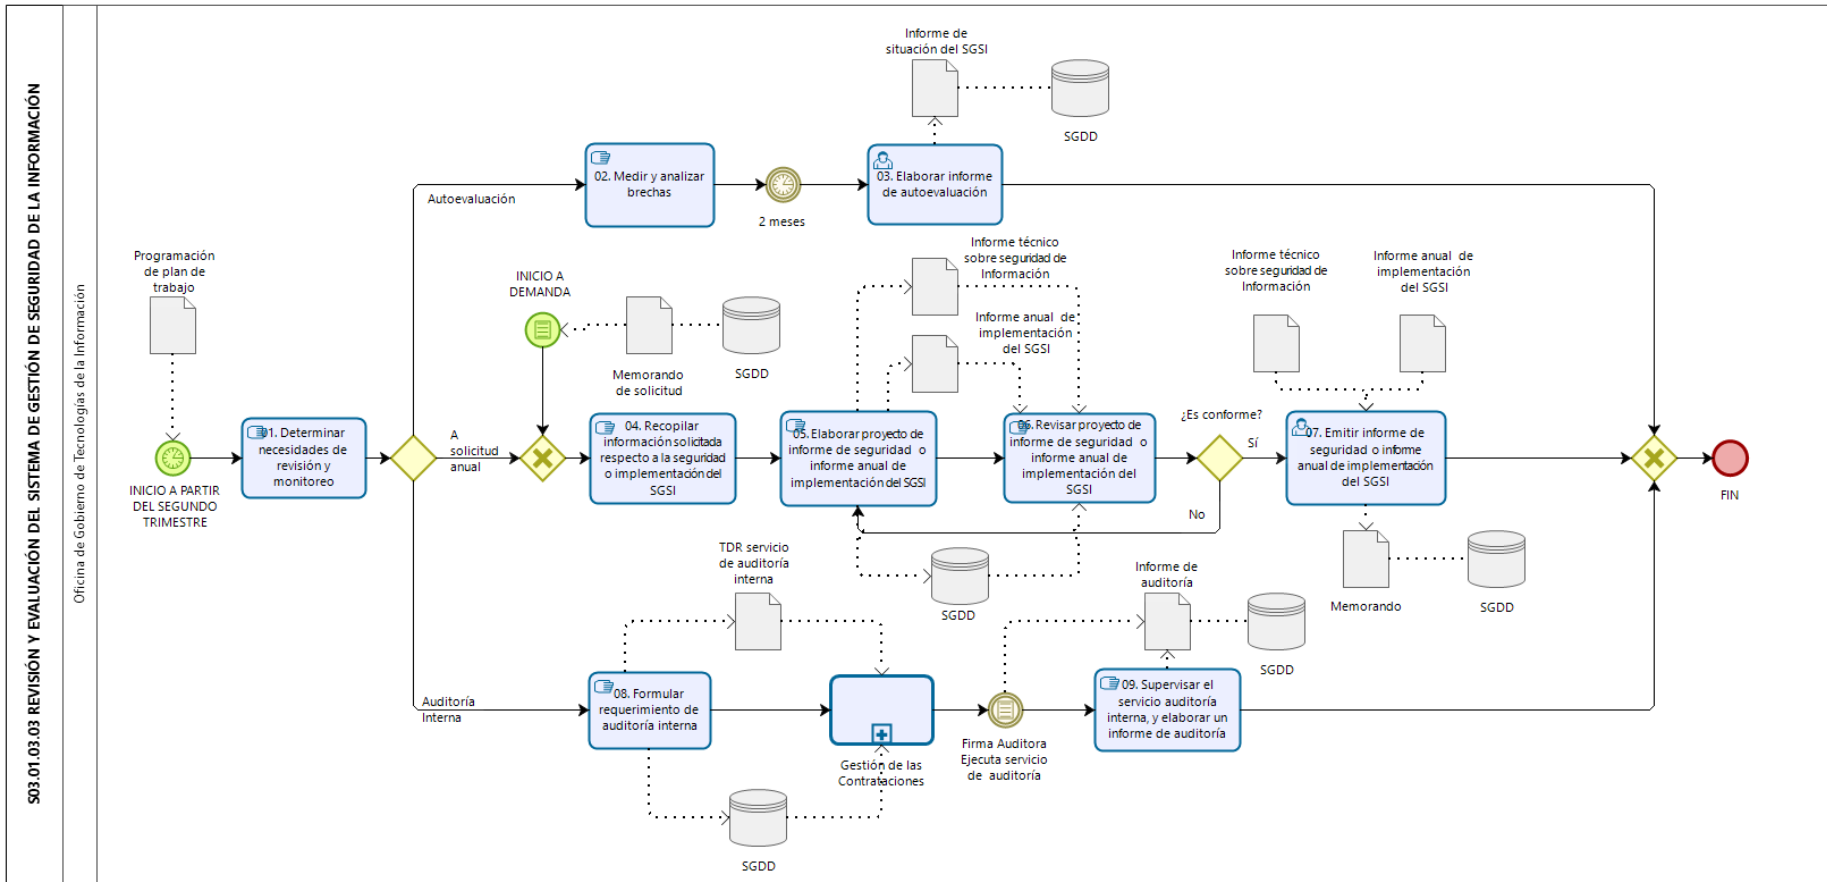 S03.01.03.03 REVISIÓN Y EVALUACIÓN DEL SISTEMA DE GESTIÓN DE SEGURIDAD DE LA INFORMACIÓN
Oficina de Gobierno de Tecnologías de la Información
Programación
de plan de
trabajo
INICIO A PARTIR
DEL SEGUNDO
TRIMESTRE
01. Determinar
necesidades de
revisión y
monitoreo
Autoevaluación
02. Medir y analizar
brechas
2 meses
03. Elaborar informe
de autoevaluación
Informe de
situación del SGSI
SGDD
A
solicitud
anual
INICIO A
DEMANDA
Memorando
de solicitud
SGDD
04. Recopilar
información solicitada
respecto a la seguridad
o implementación del
SGSI
05. Elaborar proyecto de
informe de seguridad o
informe anual de
implementación del SGSI
Informe técnico
sobre seguridad de
Información
Informe anual de
implementación
del SGSI
06. Revisar proyecto de
informe de seguridad o
informe anual de
implementación del
SGSI
SGDD
¿Es conforme?
Sí
No
Informe técnico
sobre seguridad de
Información
Informe anual de
implementación
del SGSI
07. Emitir informe de
seguridad o infome
anual de implementación
del SGSI
Memorando
SGDD
FIN
Auditoría
Interna
08. Formular
requerimiento de
auditoría interna
TDR servicio
de auditoría
interna
SGDD
Gestión de las
Contrataciones
Firma Auditora
Ejecuta servicio
de auditoría
Informe de
auditoría
SGDD
09. Supervisar el
servicio auditoría
interna, y elaborar un
informe de auditoría